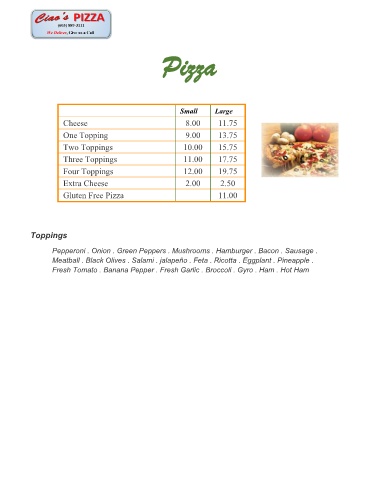 Ciao's PIZZA
We Deliver, Give us a Call
Pizza
Small Large
Cheese 8.00 11.75
One Topping 9.00 13.75
Two Toppings 10.00 15.75
Three Toppings 11.00 17.75
Four Toppings 12.00 19.75
Extra Cheese 2.00 2.50
Gluten Free Pizza 11.00
Toppings
Pepperoni . Onion . Green Peppers . Mushrooms . Hamburger . Bacon . Sausage .
Meatball . Black Olives . Salami . jalapeño . Feta . Ricotta . Eggplant . Pineapple .
Fresh Tomato . Banana Pepper . Fresh Garlic . Broccoli . Gyro . Ham . Hot Ham